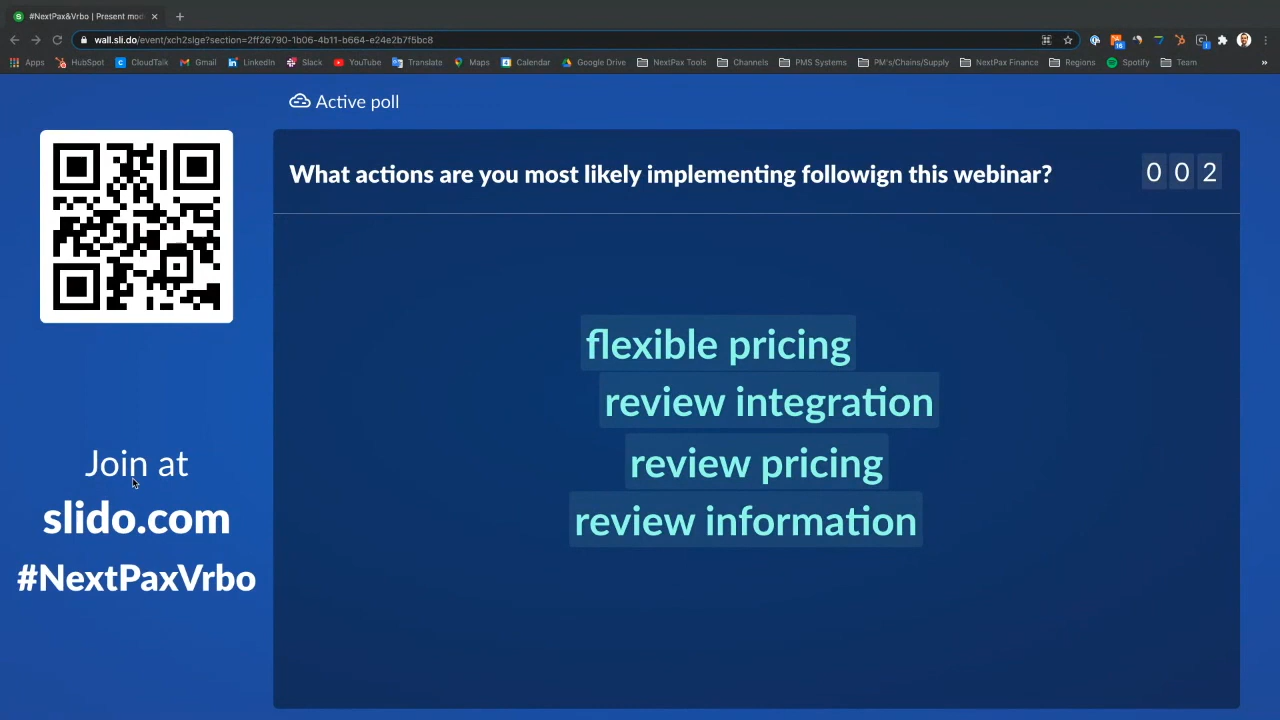 #NextPax&Vrbo | Present mod
wall.sli.do/event/xch2slge?section=2ff26790-1b06-4b11-b664-e24e2b7f5bc8
Apps HubSpot CloudTalk Gmail LinkedIn Slack YouTube Translate Maps Calendar Google Drive NextPax Tools Channels PMS Systems PM's/Chains/Supply NextPax Finance Regions Spotify Team »
Active poll
What actions are you most likely implementing followign this webinar?
002
flexible pricing
review integration
review pricing
review information
Join at
slido.com
#NextPaxVrbo